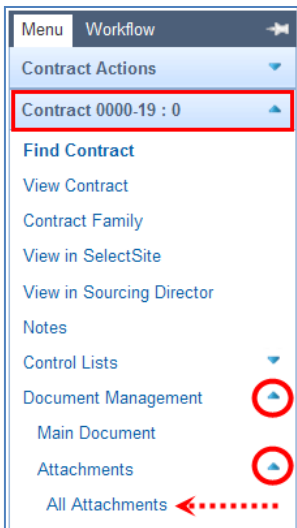 Menu Workflow
Contract Actions
Contract 0000-19 : 0
Find Contract
View Contract
Contract Family
View in SelectSite
View in Sourcing Director
Notes
Control Lists
Document Management
Main Document
Attachments
All Attachments